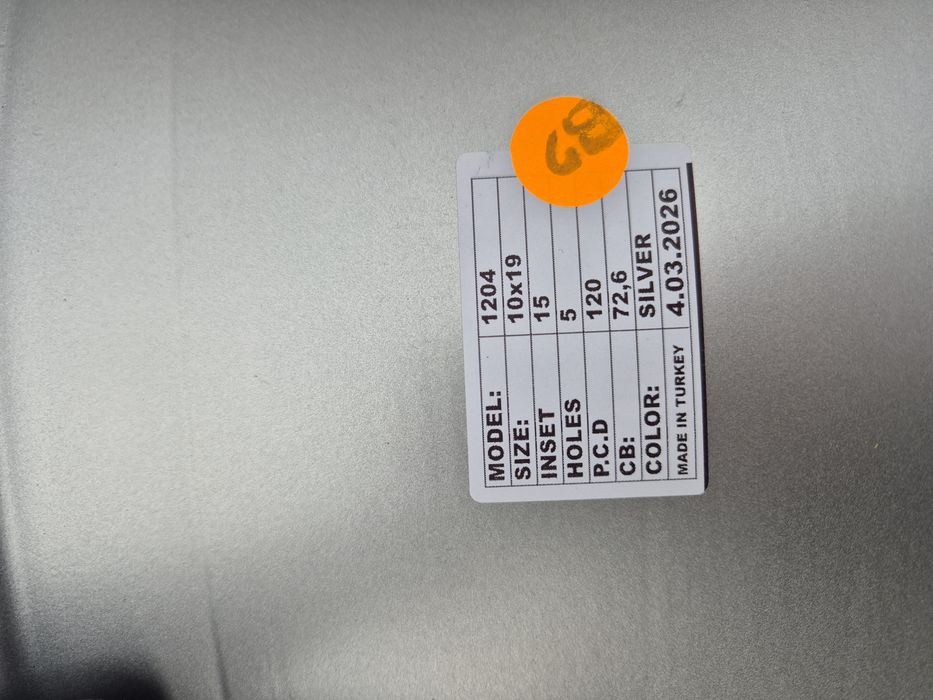 MODEL: 1204
SIZE: 10x19
INSET 15
HOLES 5
P.C.D 120
CB: 72,6
COLOR: SILVER
MADE IN TURKEY 4.03.2026